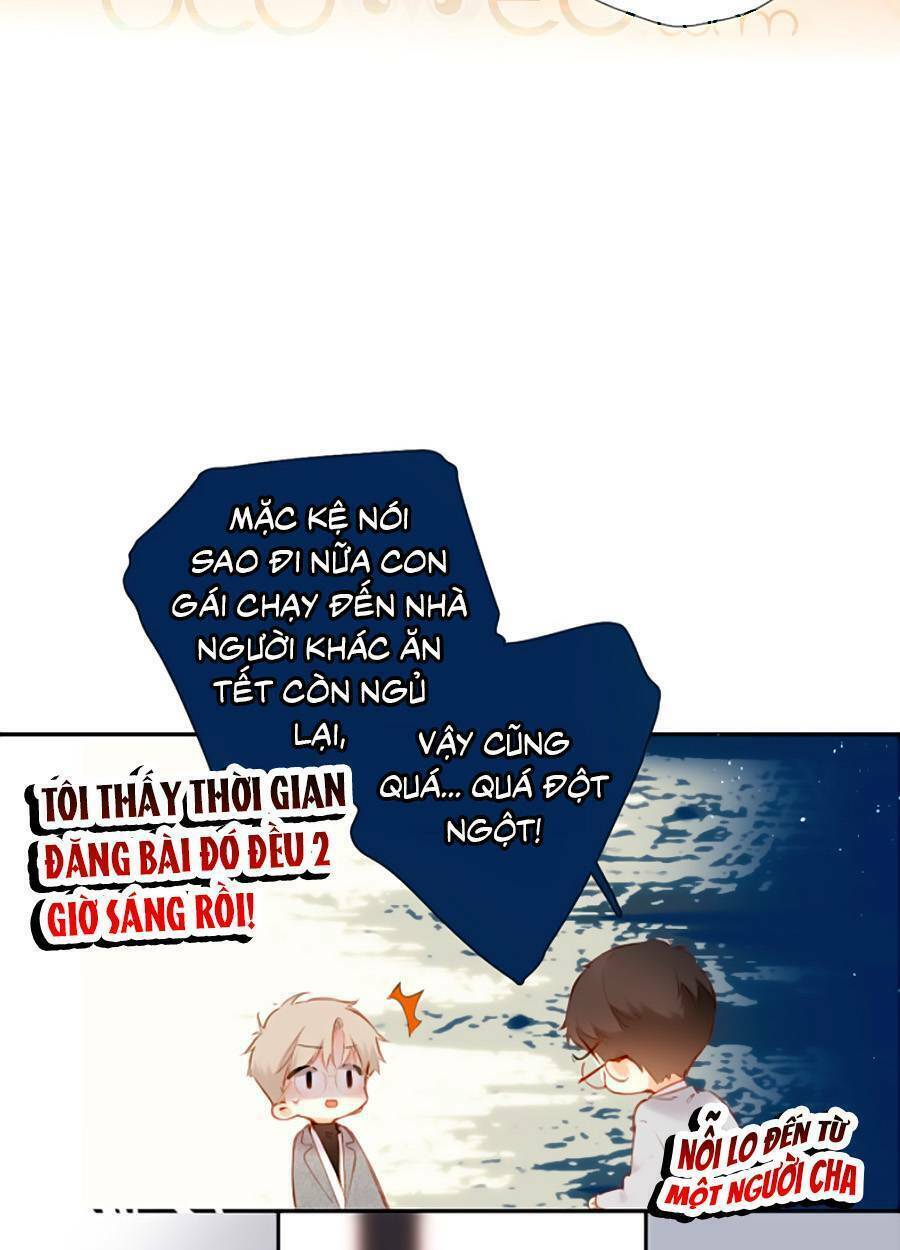 MẶC KỆ NÓI
SAO ĐI NỮA CON
GÁI CHẠY ĐẾN NHÀ
NGƯỜI KHÁC ĂN
TẾT CÒN NGỦ
LẠI,
VẬY CŨNG
QUÁ... QUÁ ĐỘT
NGỘT!
TÔI THẤY THỜI GIAN
ĐĂNG BÀI ĐÓ ĐỀU 2
GIỜ SÁNG RỒI!
NỖI LO ĐẾN TỪ
MỘT NGƯỜI CHA